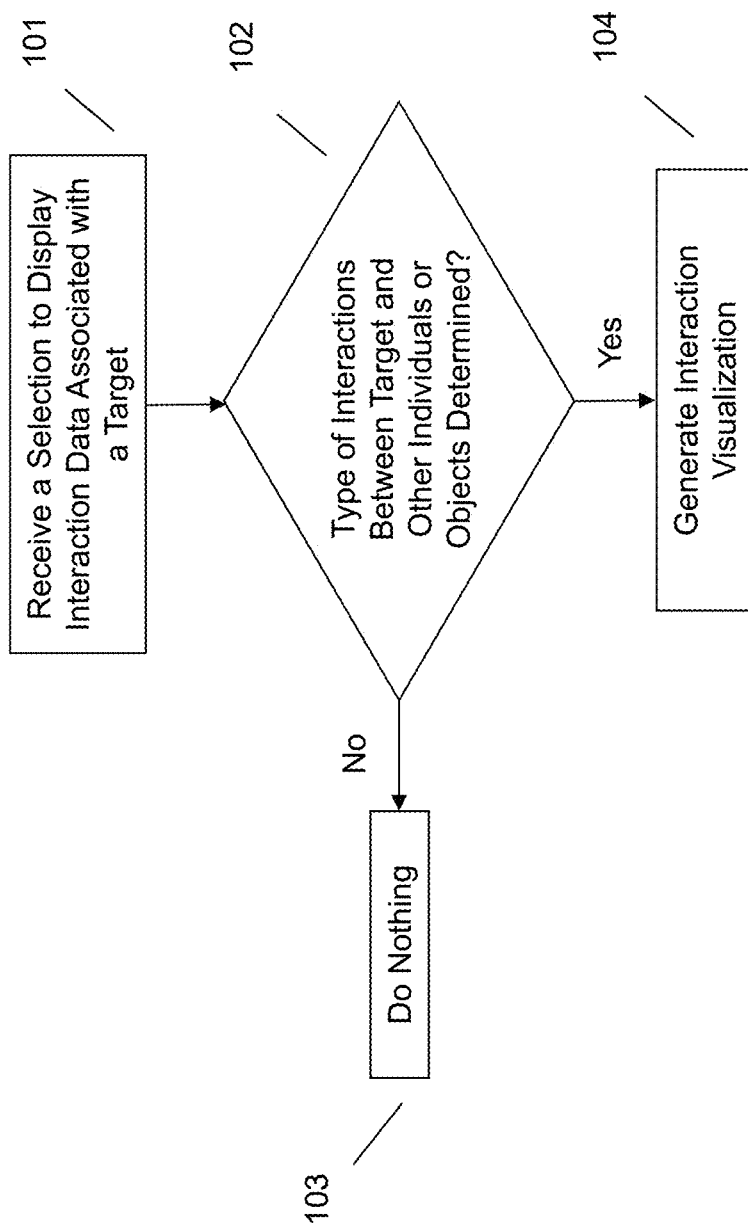 101
Receive a Selection to Display
Interaction Data Associated with
a Target
102
Type of Interactions
Between Target and
Other Individuals or
Objects Determined?
No
Yes
103
Do Nothing
104
Generate Interaction
Visualization